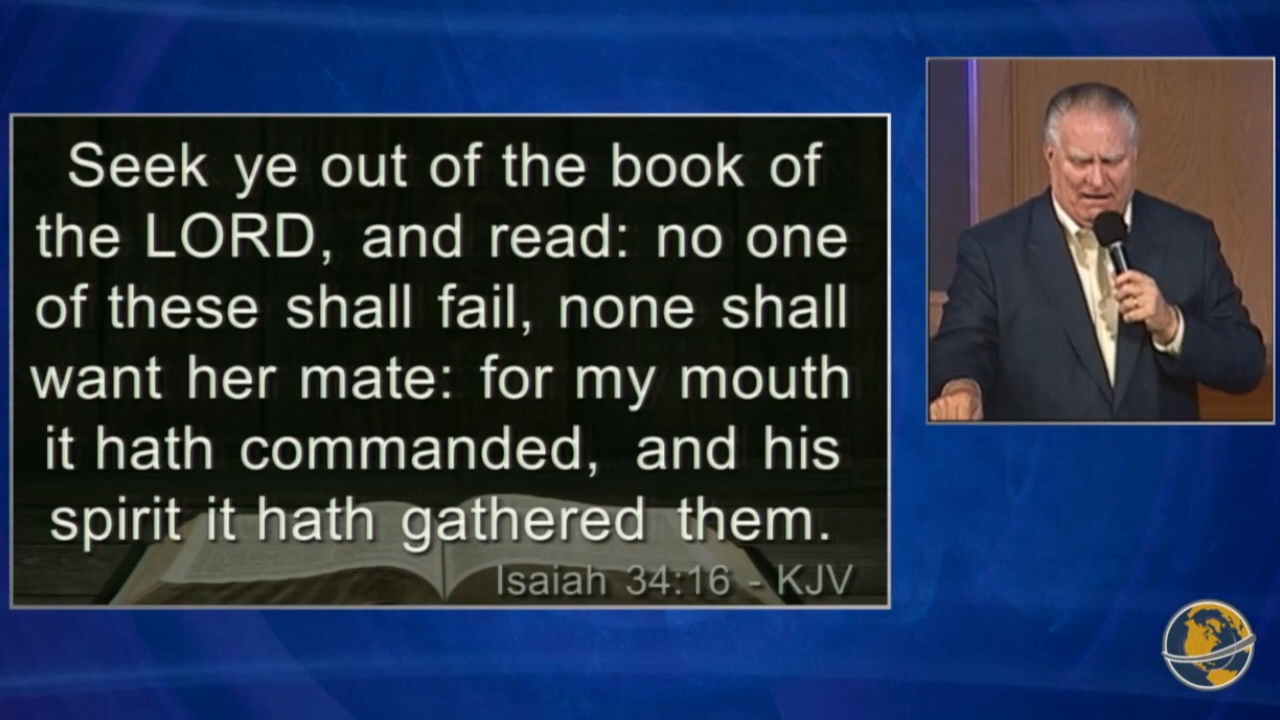 Seek ye out of the book of
the LORD, and read: no one
of these shall fail, none shall
want her mate: for my mouth
it hath commanded, and his
spirit it hath gathered them.
Isaiah 34:16 - KJV